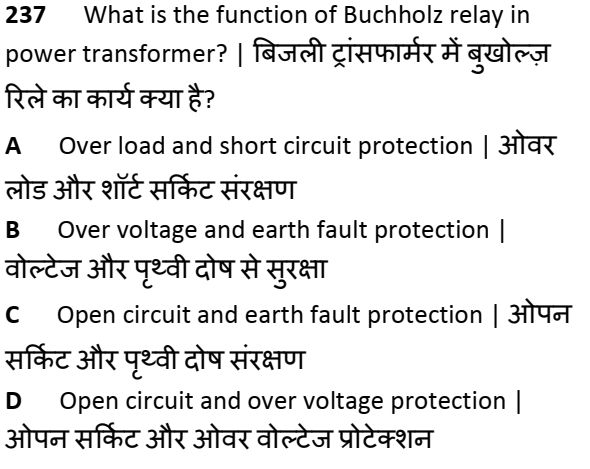 237 What is the function of Buchholz relay in
power transformer? | बिजली ट्रांसफार्मर में बुखोल्ज़
रिले का कार्य क्या है?
A Over load and short circuit protection | ओवर
लोड और शॉर्ट सर्किट संरक्षण
B Over voltage and earth fault protection |
वोल्टेज और पृथ्वी दोष से सुरक्षा
C Open circuit and earth fault protection | ओपन
सर्किट और पृथ्वी दोष संरक्षण
D Open circuit and over voltage protection |
ओपन सर्किट और ओवर वोल्टेज प्रोटेक्शन